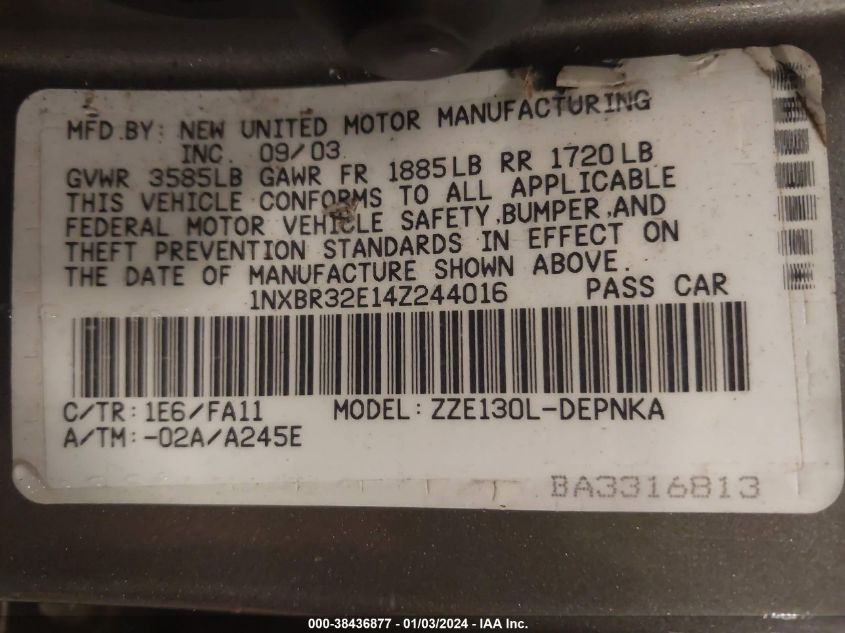 MFD.BY: NEW UNITED MOTOR MANUFACTURING
INC. 09/03
GVWR 3585LB GAWR FR 1885LB RR 1720LB
THIS VEHICLE CONFORMS TO ALL APPLICABLE
FEDERAL MOTOR VEHICLE SAFETY,BUMPER,AND
THEFT PREVENTION STANDARDS IN EFFECT ON
THE DATE OF MANUFACTURE SHOWN ABOVE.
1NXBR32E14Z244016 PASS CAR
C/TR:1E6/FA11 MODEL:ZZE130L-DEPNKA
A/TM:-02A/A245E
BA3316813
000-38436877 - 01/03/2024 - IAA Inc.